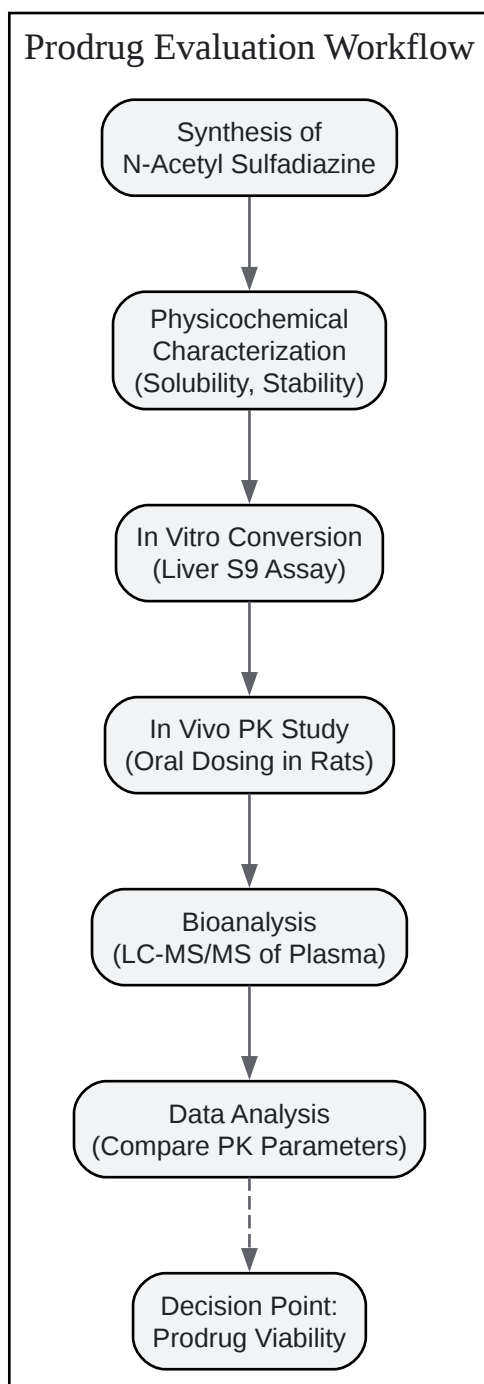 Prodrug Evaluation Workflow
Synthesis of
N-Acetyl Sulfadiazine
Physicochemical
Characterization
(Solubility, Stability)
In Vitro Conversion
(Liver S9 Assay)
In Vivo PK Study
(Oral Dosing in Rats)
Bioanalysis
(LC-MS/MS of Plasma)
Data Analysis
(Compare PK Parameters)
Decision Point:
Prodrug Viability